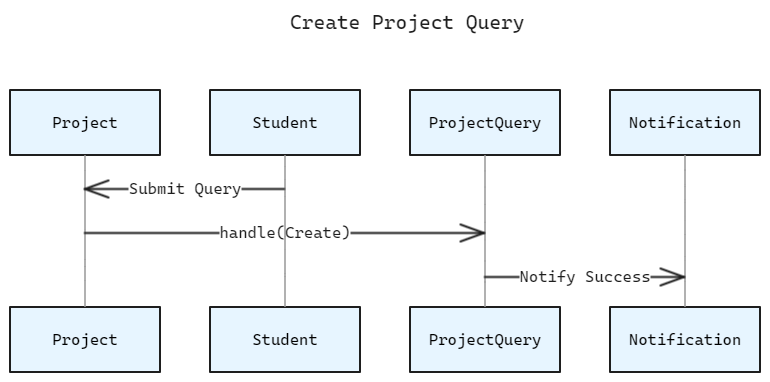 Create Project Query
Project Student ProjectQuery Notification
Submit Query
handle(Create)
Notify Success
Project Student ProjectQuery Notification